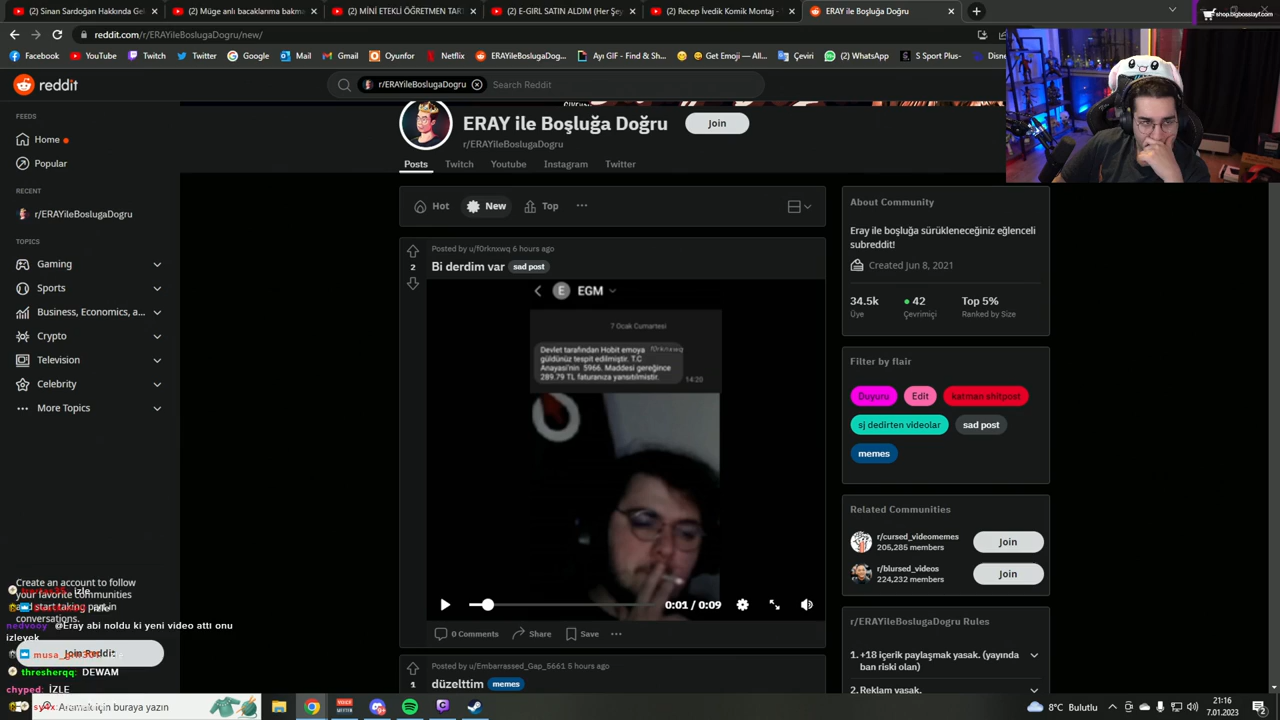 (2) Sinan Sardoğan Hakkında Gel
(2) Müge anlı bacaklarıma bakma
(2) MİNİ ETEKLİ ÖĞRETMEN TAR
(2) E-GIRL SATIN ALDIM (Her Şey
(2) Recep İvedik Komik Montaj -
ERAY ile Boşluğa Doğru
shop.bigbossIayf.com
reddit.com/r/ERAYileBoslugaDogru/new/
Facebook
YouTube
Twitch
Twitter
Google
Mail
Gmail
Oyunfor
Netflix
ERAYileBoslugaDog...
Ayı GIF - Find & Sh...
Get Emoji — All...
Çeviri
(2) WhatsApp
S Sport Plus-
reddit
r/ERAYileBoslugaDogru
Search Reddit
FEEDS
Home
Popular
RECENT
r/ERAYileBoslugaDogru
TOPICS
Gaming
Sports
Business, Economics, a...
Crypto
Television
Celebrity
More Topics
Create an account to follow
your favorite communities
and start taking part in
conversations.
Join Reddit
izle
izle
nedvooy @Eray abi noldu ki yeni video attı onu
izleyek
thresherqq: DEWAM
chyped: İZLE
ERAY ile Boşluğa Doğru
Join
r/ERAYileBoslugaDogru
Posts
Twitch
Youtube
Instagram
Twitter
Hot
New
Top
Posted by u/f0rknxwq 6 hours ago
2
Bi derdim var
sad post
E
EGM
7 Ocak Cumartesi
Devlet tarafından Hobit emoya f0rknxwq
güldünüz tespit edilmiştir. T.C
Anayasi'nin 5966. Maddesi gereğince
289.79 TL faturanıza yansıtılmıştir.
14:20
0:01 / 0:09
0 Comments
Share
Save
Posted by u/Embarrassed_Gap_5661 5 hours ago
1
düzelttim
memes
About Community
Eray ile boşluğa sürükleneceğiniz eğlenceli
subreddit!
Created Jun 8, 2021
34.5k
Üye
42
Çevrimiçi
Top 5%
Ranked by Size
Filter by flair
Duyuru
Edit
katman shitpost
sj dedirten videolar
sad post
memes
Related Communities
r/cursed_videomemes
205,285 members
Join
r/blursed_videos
224,232 members
Join
r/ERAYileBoslugaDogru Rules
1. +18 içerik paylaşmak yasak. (yayında
ban riski olan)
2. Reklam yasak.
Aramak için buraya yazın
8°C Bulutlu
21:16
7.01.2023
2